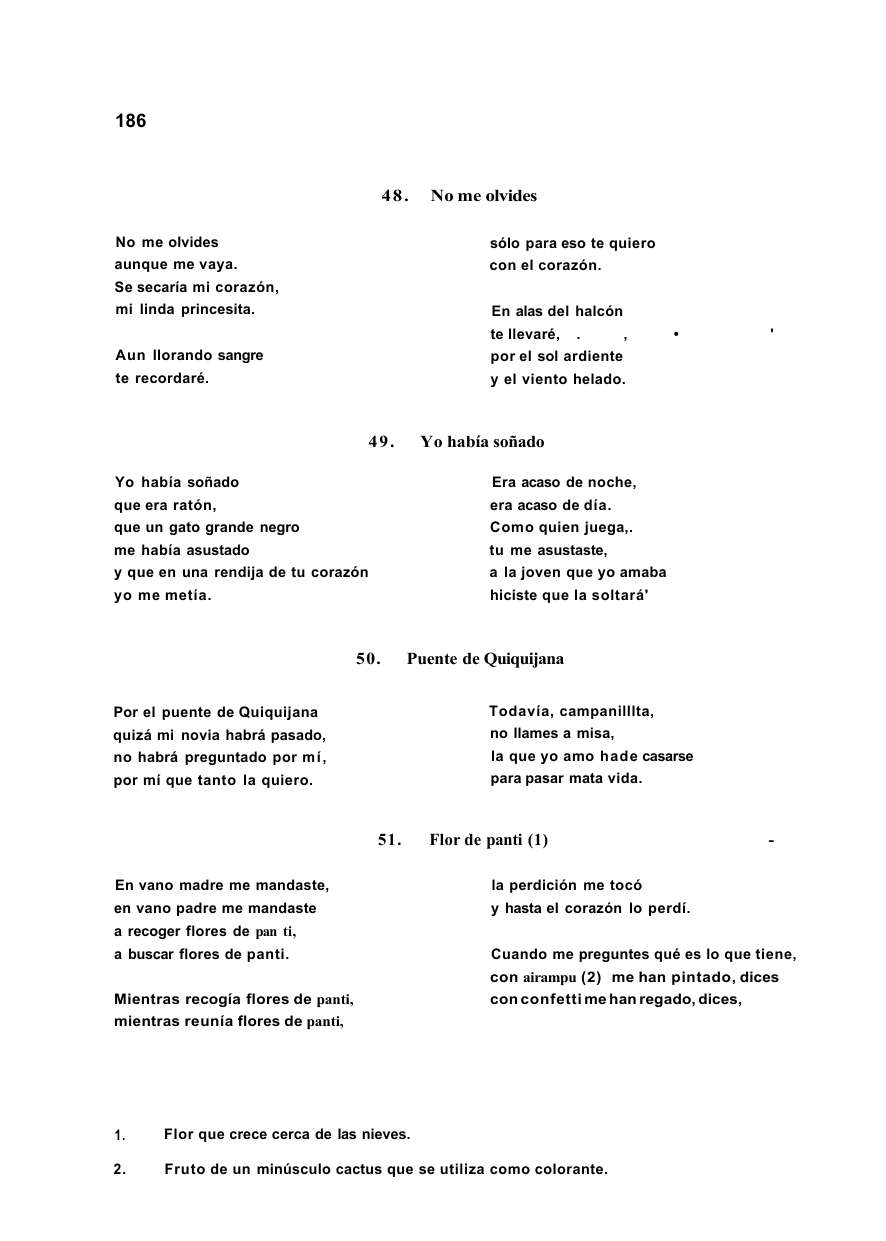 186
48. No me olvides
No me olvides
aunque me vaya.
Se secaría mi corazón,
mi linda princesita.
Aun llorando sangre
te recordaré.
sólo para eso te quiero
con el corazón.
En alas del halcón
te llevaré, . , • '
por el sol ardiente
y el viento helado.
49. Yo había soñado
Yo había soñado
que era ratón,
que un gato grande negro
me había asustado
y que en una rendija de tu corazón
yo me metía.
Era acaso de noche,
era acaso de día.
Como quien juega,.
tu me asustaste,
a la joven que yo amaba
hiciste que la soltará'
50. Puente de Quiquijana
Por el puente de Quiquijana
quizá mi novia habrá pasado,
no habrá preguntado por mí,
por mí que tanto la quiero.
Todavía, campanilllta,
no llames a misa,
la que yo amo hade casarse
para pasar mata vida.
51. Flor de panti (1) -
En vano madre me mandaste,
en vano padre me mandaste
a recoger flores de pan ti,
a buscar flores de panti.
Mientras recogía flores de panti,
mientras reunía flores de panti,
la perdición me tocó
y hasta el corazón lo perdí.
Cuando me preguntes qué es lo que tiene,
con airampu (2) me han pintado, dices
con confetti me han regado, dices,
1. Flor que crece cerca de las nieves.
2. Fruto de un minúsculo cactus que se utiliza como colorante.